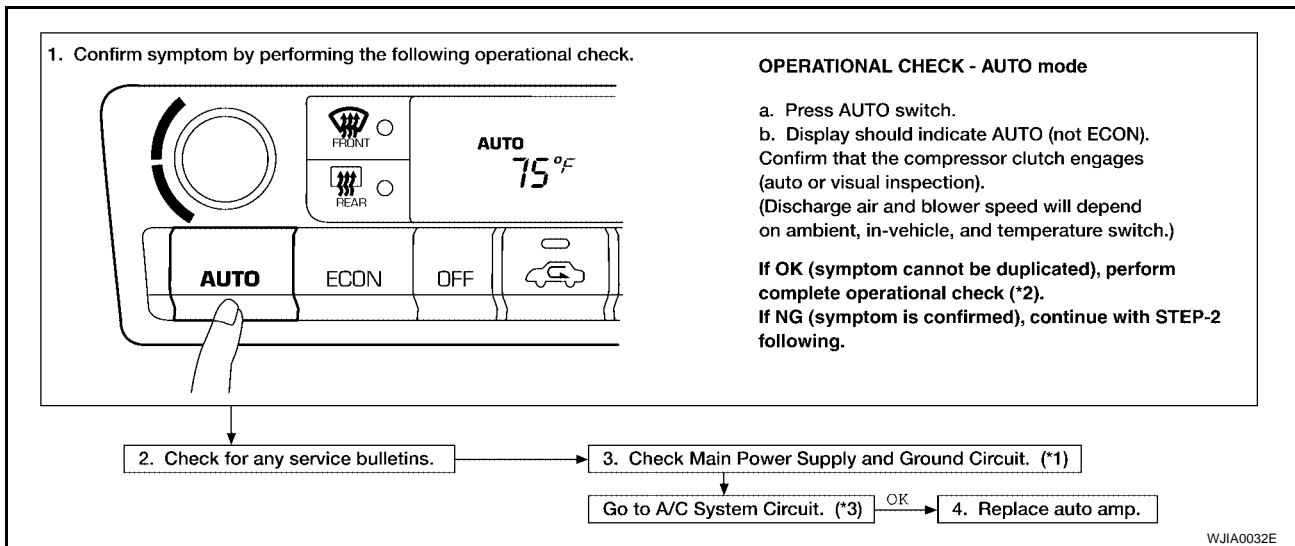 1. Confirm symptom by performing the following operational check.
FRONT
REAR
AUTO
75°F
AUTO
ECON
OFF
OPERATIONAL CHECK - AUTO mode
a. Press AUTO switch.
b. Display should indicate AUTO (not ECON).
Confirm that the compressor clutch engages
(auto or visual inspection).
(Discharge air and blower speed will depend
on ambient, in-vehicle, and temperature switch.)
If OK (symptom cannot be duplicated), perform
complete operational check (*2).
If NG (symptom is confirmed), continue with STEP-2
following.
2. Check for any service bulletins.
3. Check Main Power Supply and Ground Circuit. (*1)
Go to A/C System Circuit. (*3)
OK
4. Replace auto amp.
WJIA0032E